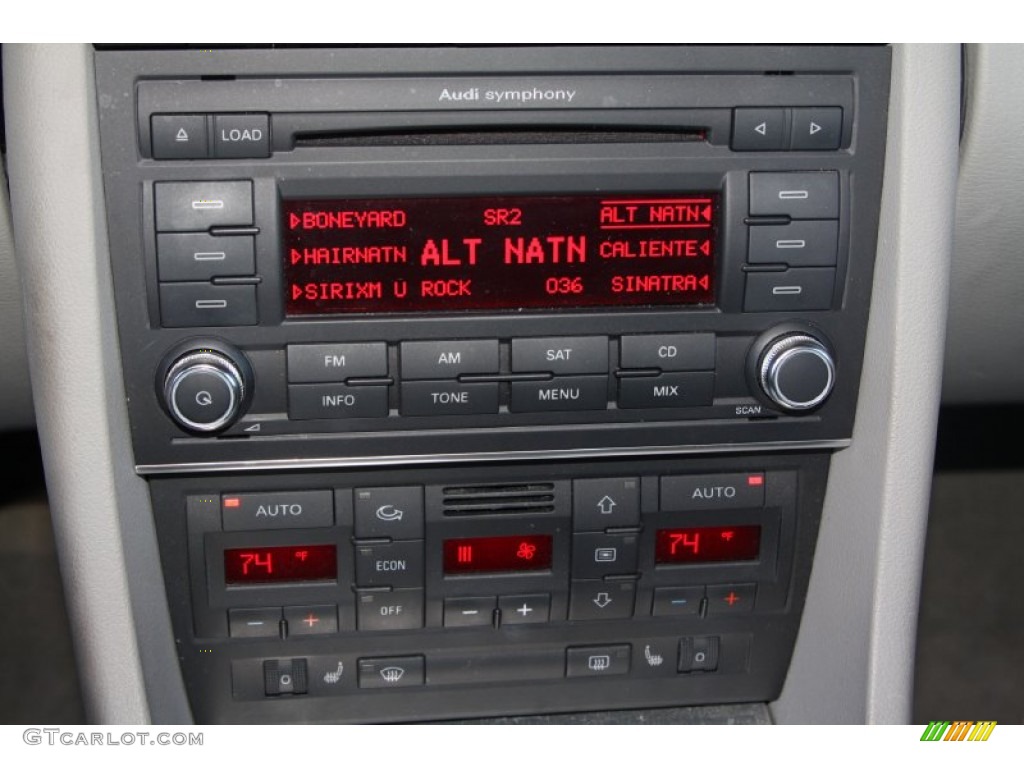 Audi symphony
LOAD
BONEYARD SR2 ALT NATN
HAIRNATN ALT NATN CALIENTE
SIRIXM U ROCK 036 SINATRA
FM AM SAT CD
INFO TONE MENU MIX
SCAN
AUTO AUTO
74 °F 74 °F
ECON
OFF
GTCARLOT.COM